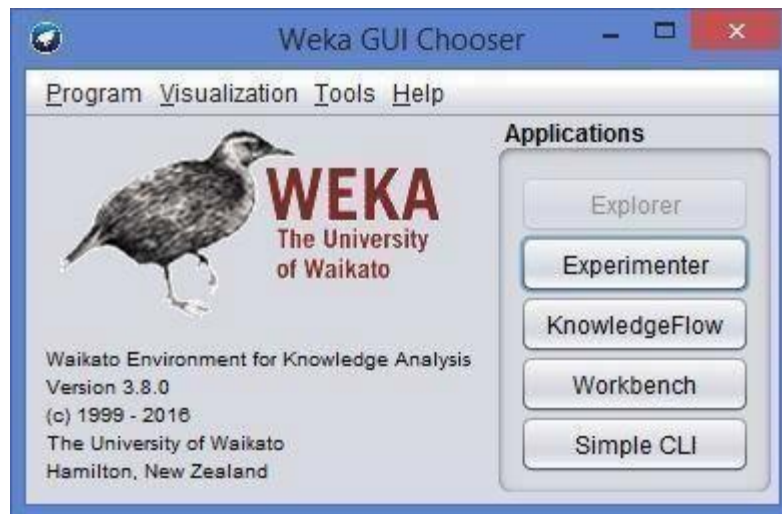 Weka GUI Chooser
Program Visualization Tools Help
WEKA
The University
of Waikato
Waikato Environment for Knowledge Analysis
Version 3.8.0
(c) 1999 - 2016
The University of Waikato
Hamilton, New Zealand
Applications
Explorer
Experimenter
KnowledgeFlow
Workbench
Simple CLI